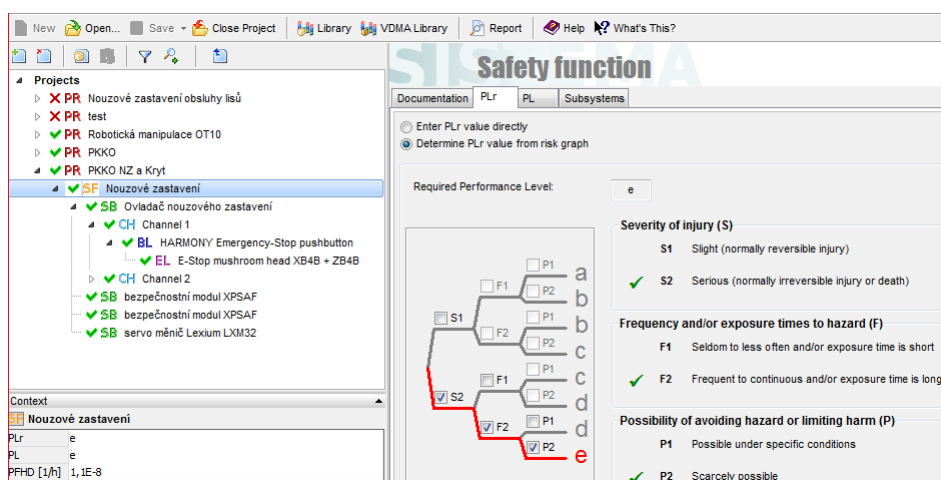 New Open... Save Close Project Library VDMA Library Report Help What's This?
Projects
PR Nouzové zastavení obsluhy lisů
PR test
PR Robotická manipulace OT10
PR PKKO
PR PKKO NZ a Kryt
SF Nouzové zastavení
SB Ovladač nouzového zastavení
CH Channel 1
BL HARMONY Emergency-Stop pushbutton
EL E-Stop mushroom head XB4B + ZB4B
CH Channel 2
SB bezpečnostní modul XPSAF
SB bezpečnostní modul XPSAF
SB servo měnič Lexium LXM32
Context
SF Nouzové zastavení
PLr e
PL e
PFHD [1/h] 1,1E-8
SISTEMA
Safety function
Documentation PLr PL Subsystems
Enter PLr value directly
Determine PLr value from risk graph
Required Performance Level: e
P1 a
F1 P2 b
S1 P1 b
F2 P2 c
P1 c
F1 P2 d
S2 P1 d
F2 P2 e
Severity of injury (S)
S1 Slight (normally reversible injury)
S2 Serious (normally irreversible injury or death)
Frequency and/or exposure times to hazard (F)
F1 Seldom to less often and/or exposure time is short
F2 Frequent to continuous and/or exposure time is long
Possibility of avoiding hazard or limiting harm (P)
P1 Possible under specific conditions
P2 Scarcely possible